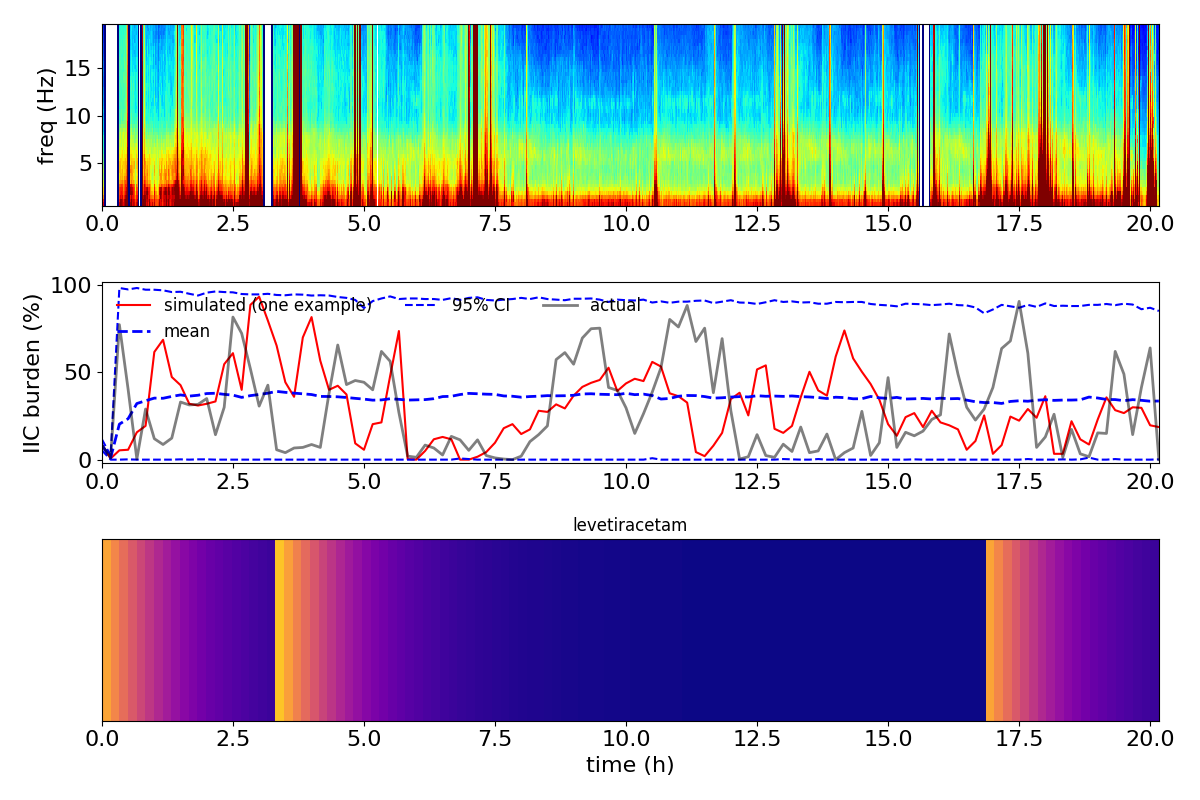 freq (Hz)
15
10
5
0.0 2.5 5.0 7.5 10.0 12.5 15.0 17.5 20.0
IIC burden (%)
100
50
0
simulated (one example) 95% CI actual
mean
0.0 2.5 5.0 7.5 10.0 12.5 15.0 17.5 20.0
levetiracetam
0.0 2.5 5.0 7.5 10.0 12.5 15.0 17.5 20.0
time (h)